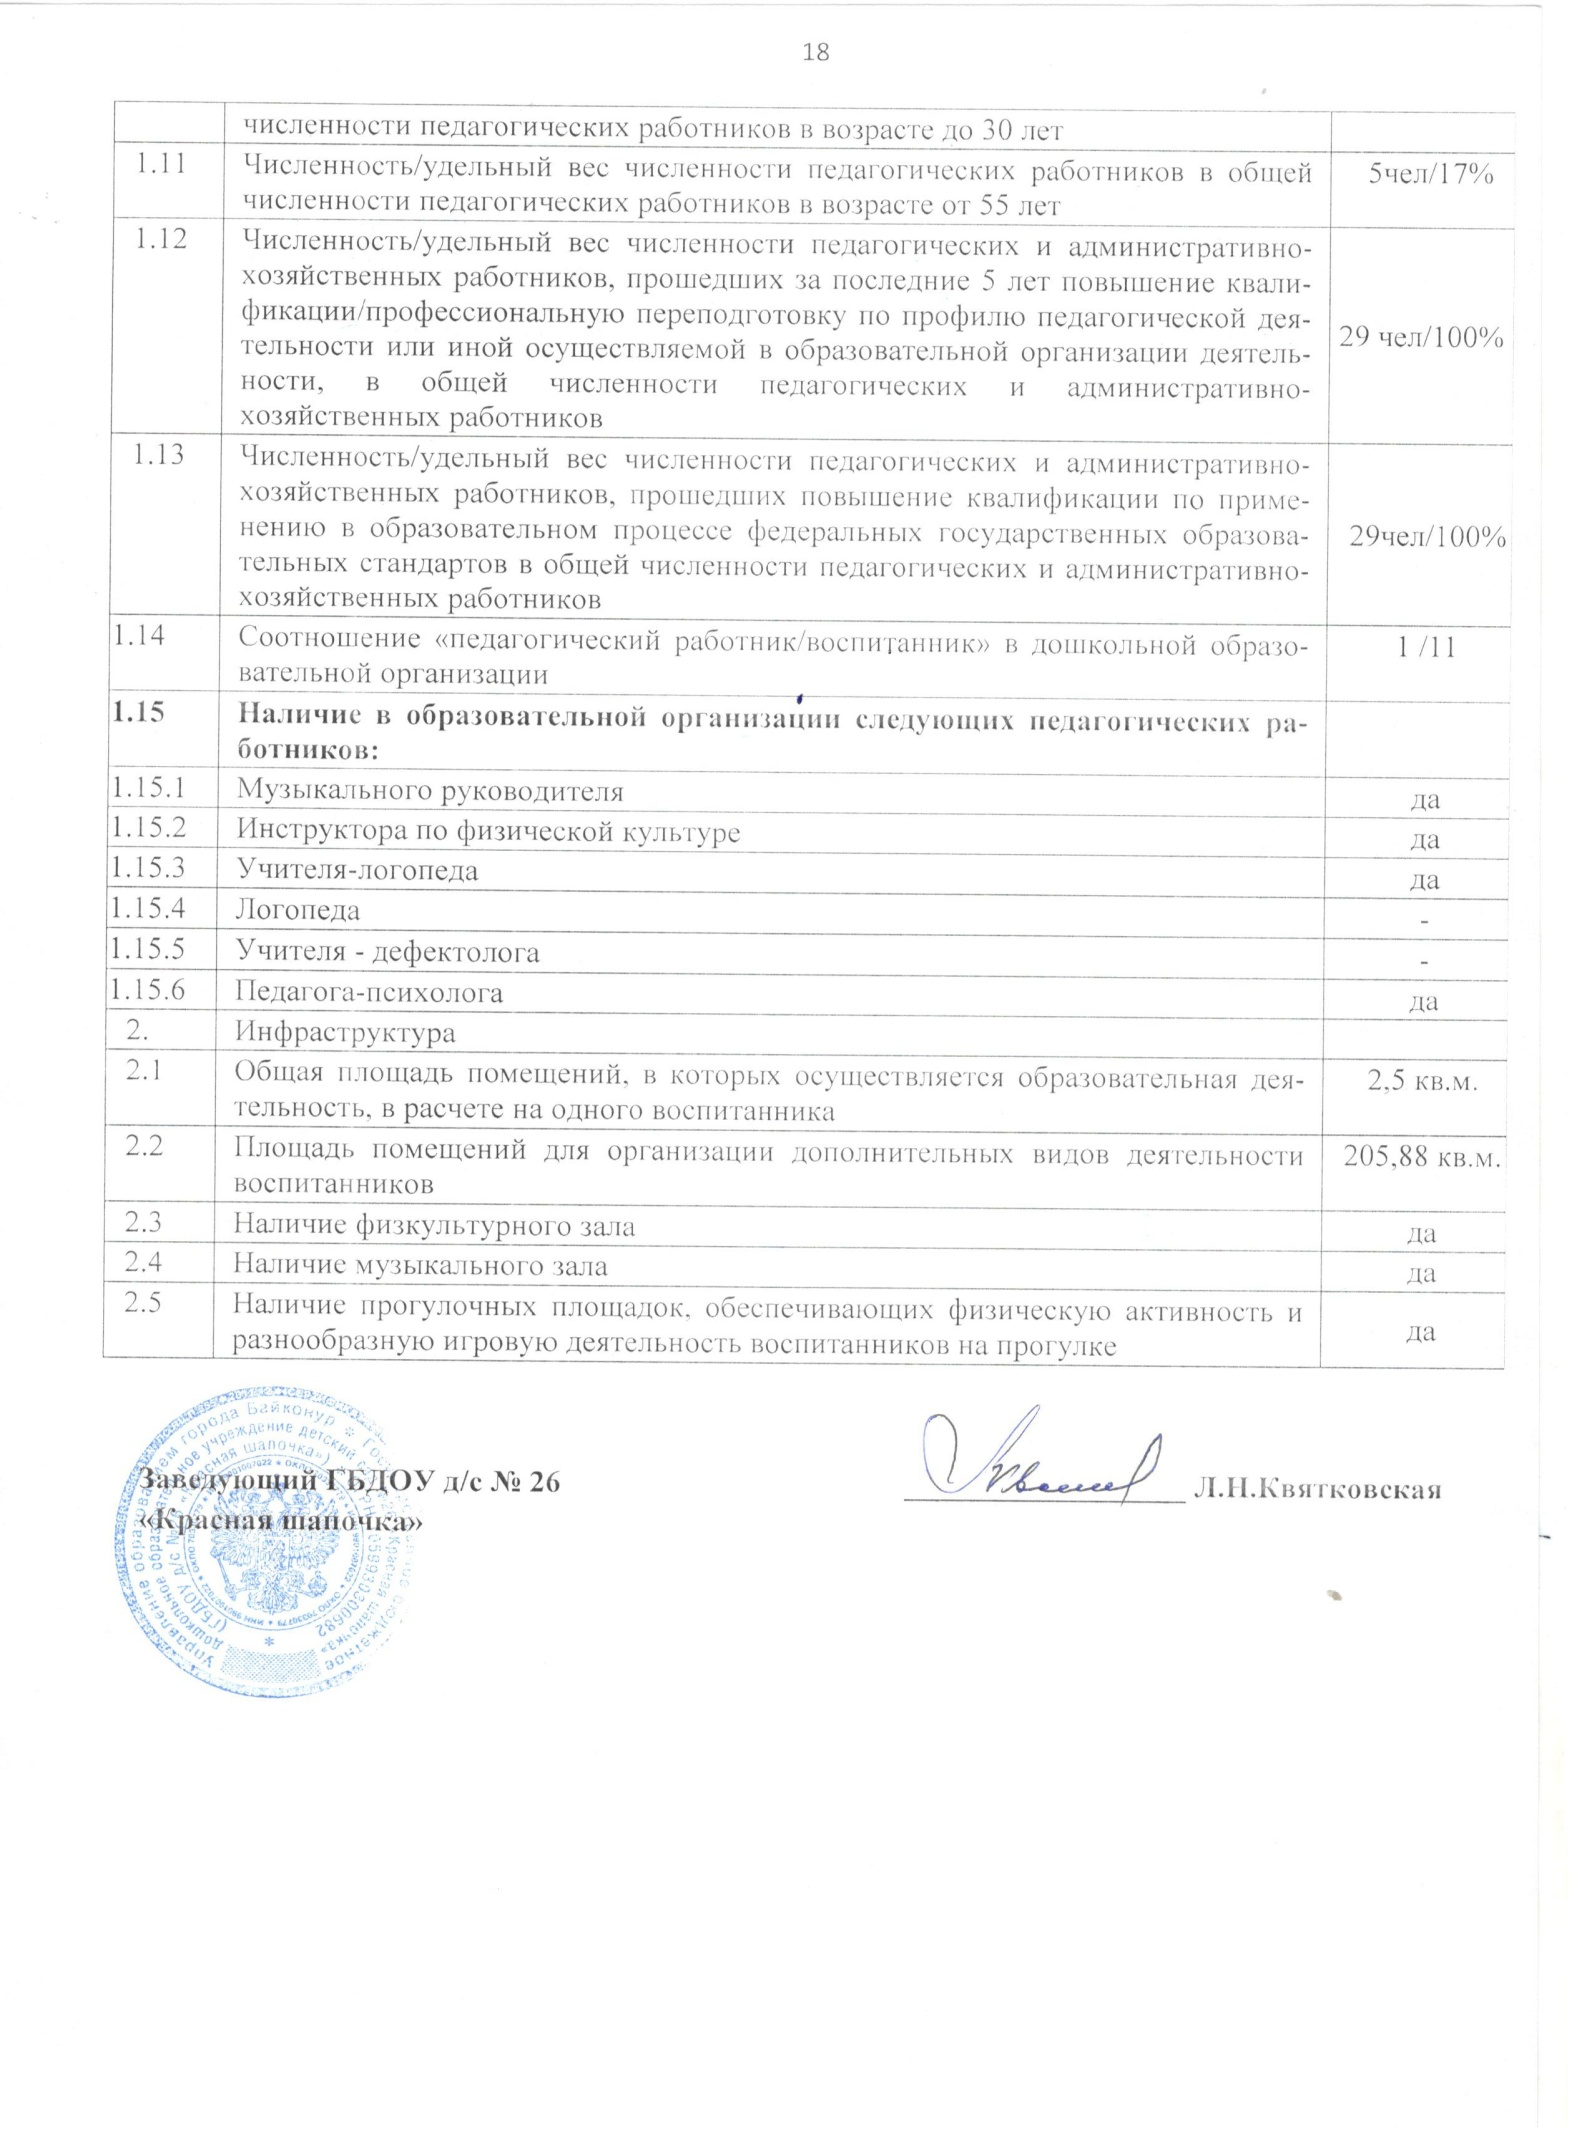 18
численности педагогических работников в возрасте до 30 лет
1.11 Численность/удельный вес численности педагогических работников в общей 5чел/17%
численности педагогических работников в возрасте от 55 лет
1.12 Численность/удельный вес численности педагогических и административно-
хозяйственных работников, прошедших за последние 5 лет повышение квали-
фикации/профессиональную переподготовку по профилю педагогической дея-
29 чел/100%
тельности или иной осуществляемой в образовательной организации деятель-
ности, в общей численности педагогических и административно-
хозяйственных работников
1.13 Численность/удельный вес численности педагогических и административно-
хозяйственных работников, прошедших повышение квалификации по приме-
нению в образовательном процессе федеральных государственных образова- 29чел/100%
тельных стандартов в общей численности педагогических и административно-
хозяйственных работников
1.14 Соотношение «педагогический работник/воспитанник» в дошкольной образо- 1 /11
вательной организации
1.15 Наличие в образовательной организации следующих педагогических ра-
ботников:
1.15.1 Музыкального руководителя да
1.15.2 Инструктора по физической культуре да
1.15.3 Учителя-логопеда да
1.15.4 Логопеда -
1.15.5 Учителя - дефектолога -
1.15.6 Педагога-психолога да
2. Инфраструктура
2.1 Общая площадь помещений, в которых осуществляется образовательная дея- 2,5 кв.м.
тельность, в расчете на одного воспитанника
2.2 Площадь помещений для организации дополнительных видов деятельности 205,88 кв.м.
воспитанников
2.3 Наличие физкультурного зала да
2.4 Наличие музыкального зала да
2.5 Наличие прогулочных площадок, обеспечивающих физическую активность и
разнообразную игровую деятельность воспитанников на прогулке да
Заведующий ГБДОУ д/с № 26 Л.Н.Квятковская
«Красная шапочка»
Управление образованием города Байконур